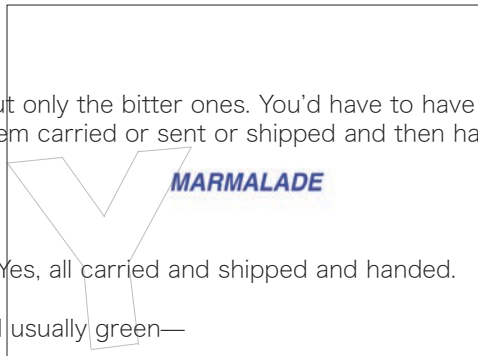 ut only the bitter ones. You’d have to have
em carried or sent or shipped and then ha
MARMALADE
Y
Yes, all carried and shipped and handed.
usually green—